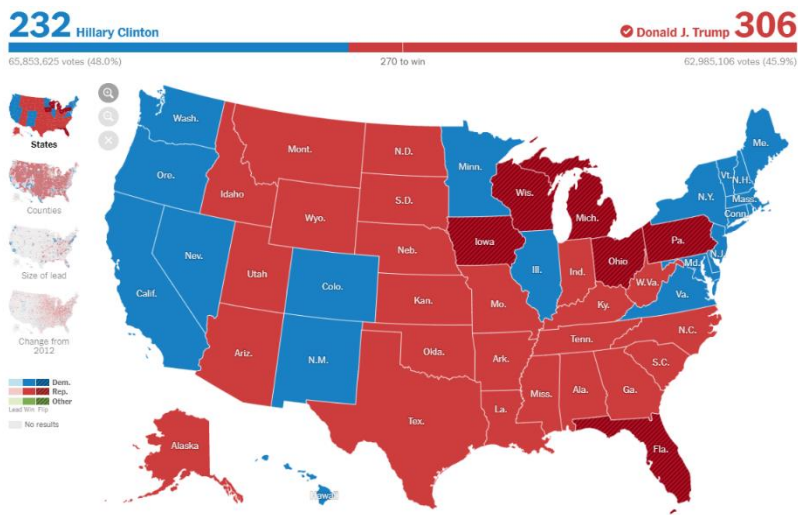 232 Hillary Clinton
Donald J. Trump 306
65,853,625 votes (48.0%)
270 to win
62,985,106 votes (45.9%)
States
Counties
Size of lead
Change from
2012
Dem.
Rep.
Other
Lead Win Flip
No results
Wash.
Ore.
Calif.
Nev.
Idaho
Mont.
Wyo.
Utah
Ariz.
Colo.
N.M.
N.D.
S.D.
Neb.
Kan.
Okla.
Tex.
Minn.
Iowa
Mo.
Ark.
La.
Wis.
Ill.
Mich.
Ind.
Ohio
Ky.
Tenn.
Miss.
Ala.
Ga.
Fla.
S.C.
N.C.
Va.
W.Va.
Pa.
Md.
N.J.
N.Y.
Conn.
Mass.
Vt.
N.H.
Me.
Alaska
Hawaii